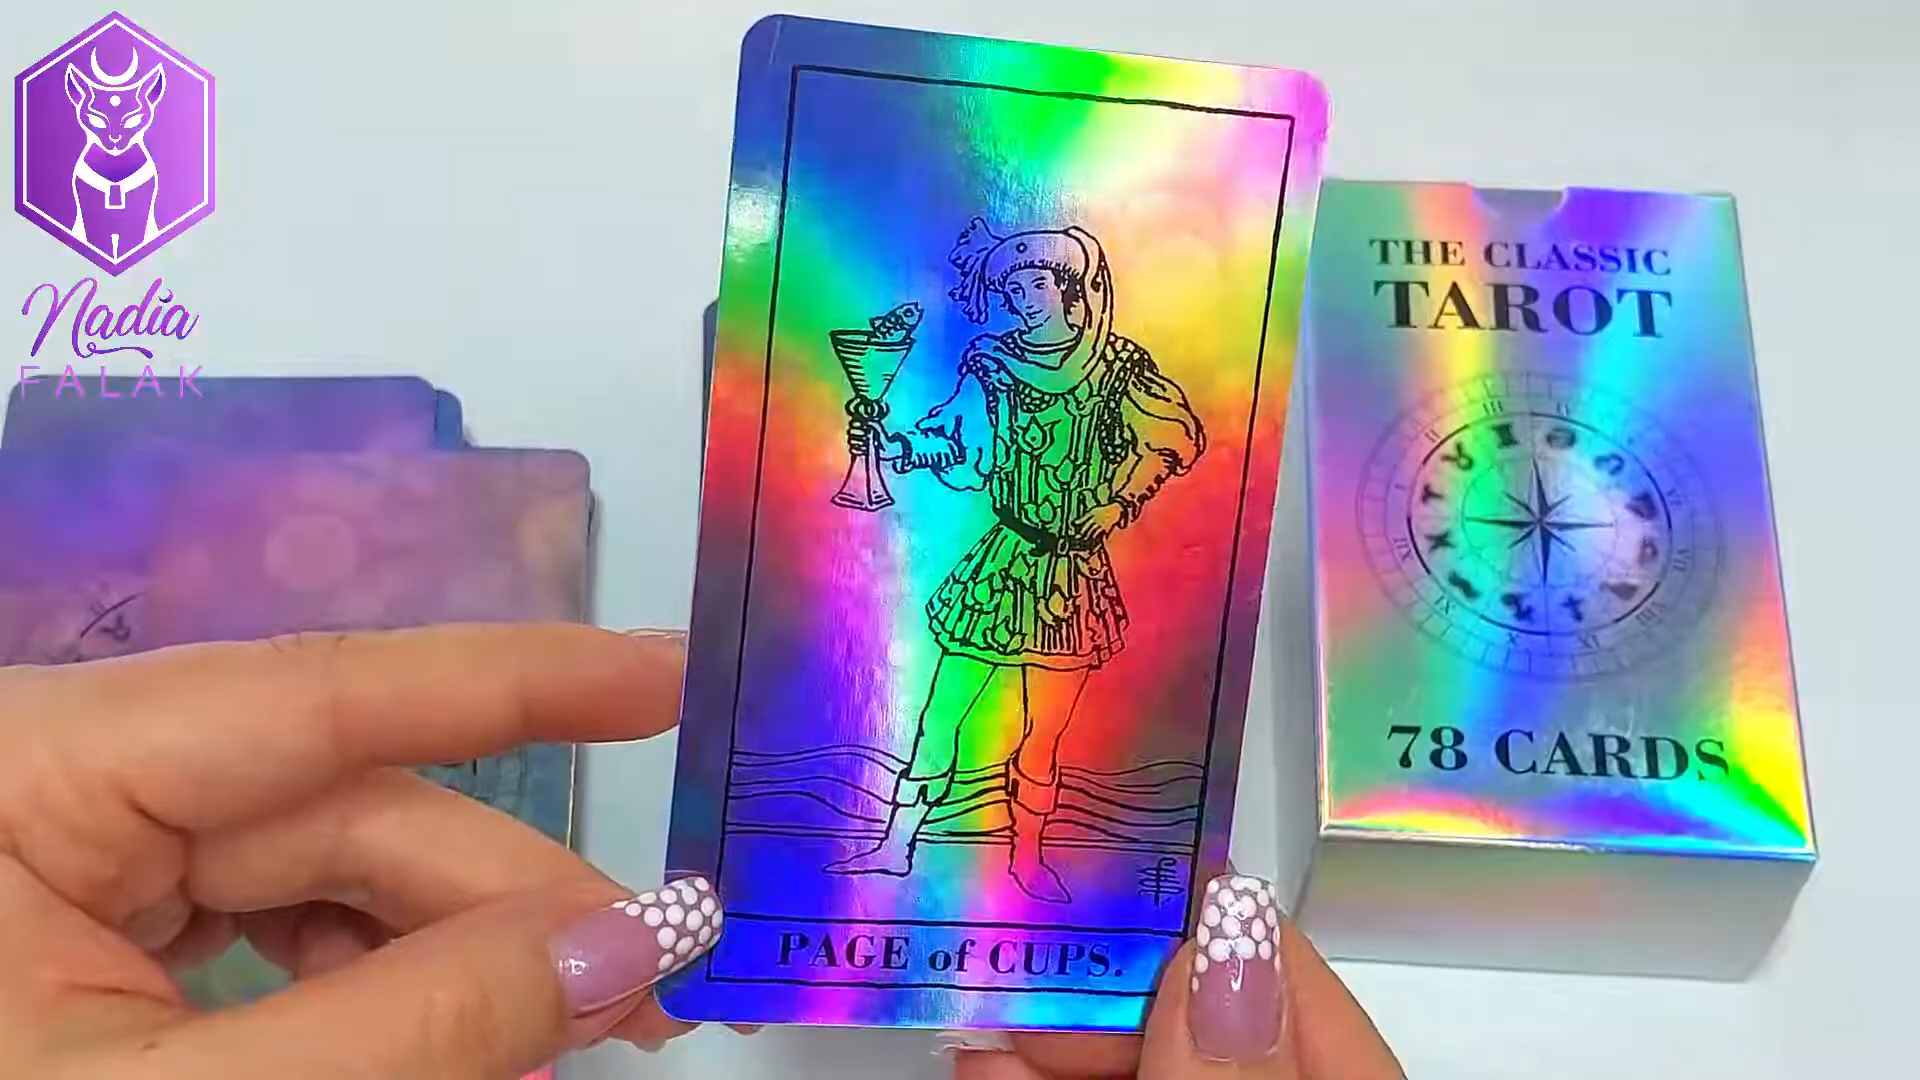 Nadia
FALAK
PAGE of CUPS.
THE CLASSIC
TAROT
78 CARDS